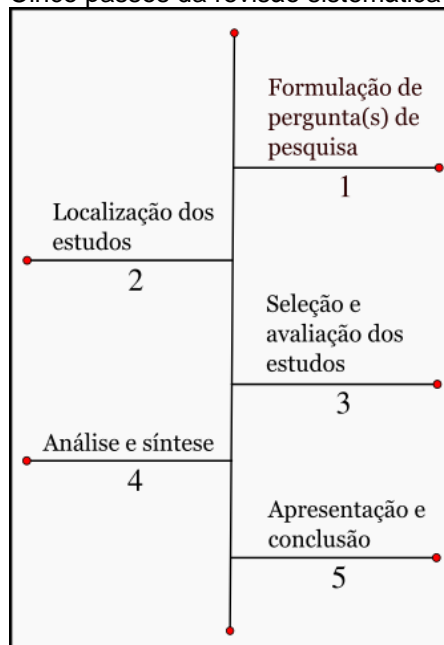 Cinco passos da revisão sistemática
Formulação de
pergunta(s) de
pesquisa
1
Localização dos
estudos
2
Seleção e
avaliação dos
estudos
3
Análise e síntese
4
Apresentação e
conclusão
5